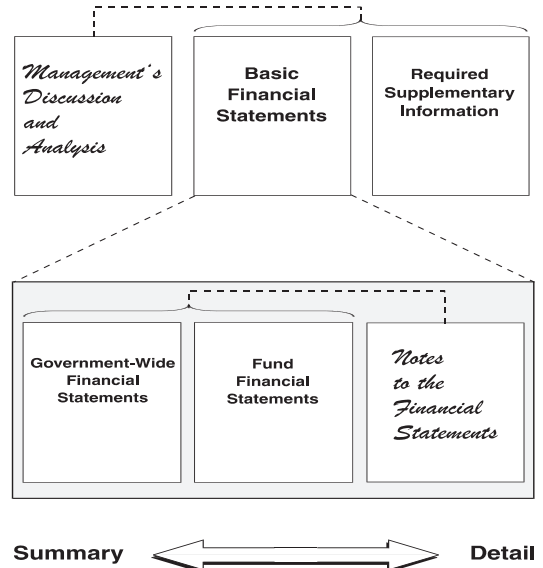 Management's
Discussion
and
Analysis
Basic
Financial
Statements
Required
Supplementary
Information
Government-Wide
Financial
Statements
Fund
Financial
Statements
Notes
to the
Financial
Statements
Summary
Detail